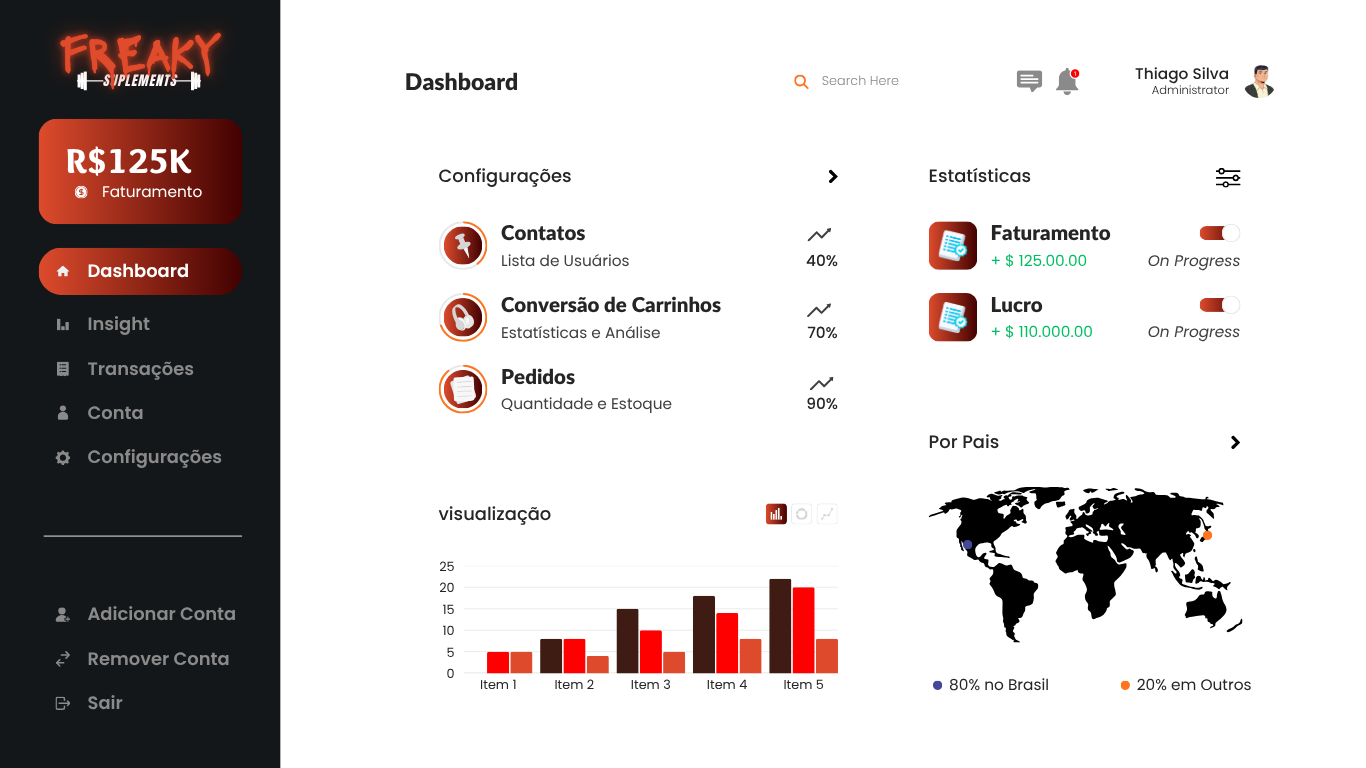 FREAKY
SUPLEMENTS
R$125K
Faturamento
Dashboard
Insight
Transações
Conta
Configurações
Adicionar Conta
Remover Conta
Sair
Dashboard
Search Here
1
Thiago Silva
Administrator
Configurações
Contatos
Lista de Usuários
40%
Conversão de Carrinhos
Estatísticas e Análise
70%
Pedidos
Quantidade e Estoque
90%
Estatísticas
Faturamento
+ $ 125.00.00
On Progress
Lucro
+ $ 110.000.00
On Progress
visualização
25
20
15
10
5
0
Item 1 Item 2 Item 3 Item 4 Item 5
Por Pais
80% no Brasil
20% em Outros